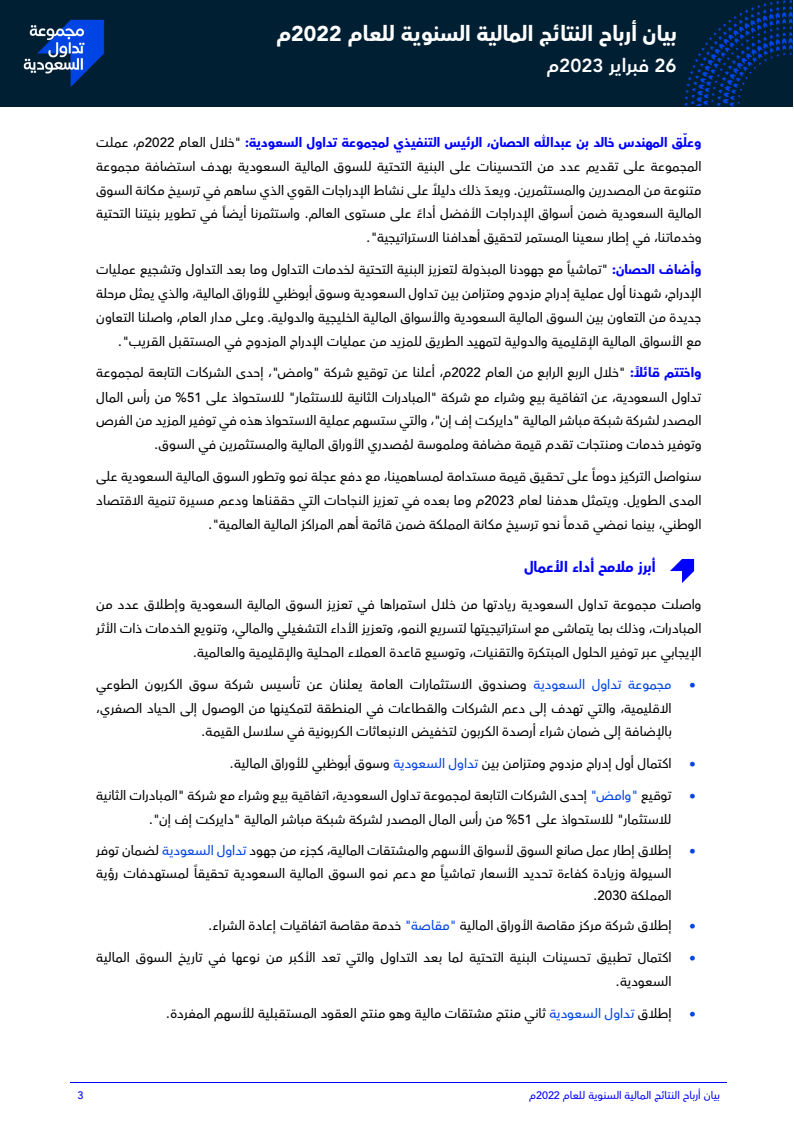 بيان أرباح النتائج المالية السنوية للعام 2022م
26 فبراير 2023م
مجموعة
تداول
السعودية
وعلّق المهندس خالد بن عبدالله الحصان، الرئيس التنفيذي لمجموعة تداول السعودية: "خلال العام 2022م، عملت
المجموعة على تقديم عدد من التحسينات على البنية التحتية للسوق المالية السعودية بهدف استضافة مجموعة
متنوعة من المصدرين والمستثمرين. ويعدّ ذلك دليلاً على نشاط الإدراجات القوي الذي ساهم في ترسيخ مكانة السوق
المالية السعودية ضمن أسواق الإدراجات الأفضل أداءً على مستوى العالم. واستثمرنا أيضاً في تطوير بنيتنا التحتية
وخدماتنا، في إطار سعينا المستمر لتحقيق أهدافنا الاستراتيجية".
وأضاف الحصان: "تماشياً مع جهودنا المبذولة لتعزيز البنية التحتية لخدمات التداول وما بعد التداول وتشجيع عمليات
الإدراج، شهدنا أول عملية إدراج مزدوج ومتزامن بين تداول السعودية وسوق أبوظبي للأوراق المالية، والذي يمثل مرحلة
جديدة من التعاون بين السوق المالية السعودية والأسواق المالية الخليجية والدولية. وعلى مدار العام، واصلنا التعاون
مع الأسواق المالية الإقليمية والدولية لتمهيد الطريق للمزيد من عمليات الإدراج المزدوج في المستقبل القريب".
واختتم قائلاً: "خلال الربع الرابع من العام 2022م، أعلنا عن توقيع شركة "وامض"، إحدى الشركات التابعة لمجموعة
تداول السعودية، عن اتفاقية بيع وشراء مع شركة "المبادرات الثانية للاستثمار" للاستحواذ على 51% من رأس المال
المصدر لشركة شبكة مباشر المالية "دايركت إف إن"، والتي ستسهم عملية الاستحواذ هذه في توفير المزيد من الفرص
وتوفير خدمات ومنتجات تقدم قيمة مضافة وملموسة لمُصدري الأوراق المالية والمستثمرين في السوق.
سنواصل التركيز دوماً على تحقيق قيمة مستدامة لمساهمينا، مع دفع عجلة نمو وتطور السوق المالية السعودية على
المدى الطويل. ويتمثل هدفنا لعام 2023م وما بعده في تعزيز النجاحات التي حققناها ودعم مسيرة تنمية الاقتصاد
الوطني، بينما نمضي قدماً نحو ترسيخ مكانة المملكة ضمن قائمة أهم المراكز المالية العالمية".
أبرز ملامح أداء الأعمال
واصلت مجموعة تداول السعودية ريادتها من خلال استمراها في تعزيز السوق المالية السعودية وإطلاق عدد من
المبادرات، وذلك بما يتماشى مع استراتيجيتها لتسريع النمو، وتعزيز الأداء التشغيلي والمالي، وتنويع الخدمات ذات الأثر
الإيجابي عبر توفير الحلول المبتكرة والتقنيات، وتوسيع قاعدة العملاء المحلية والإقليمية والعالمية.
• مجموعة تداول السعودية وصندوق الاستثمارات العامة يعلنان عن تأسيس شركة سوق الكربون الطوعي
الاقليمية، والتي تهدف إلى دعم الشركات والقطاعات في المنطقة لتمكينها من الوصول إلى الحياد الصفري،
بالإضافة إلى ضمان شراء أرصدة الكربون لتخفيض الانبعاثات الكربونية في سلاسل القيمة.
• اكتمال أول إدراج مزدوج ومتزامن بين تداول السعودية وسوق أبوظبي للأوراق المالية.
• توقيع "وامض" إحدى الشركات التابعة لمجموعة تداول السعودية، اتفاقية بيع وشراء مع شركة "المبادرات الثانية
للاستثمار" للاستحواذ على 51% من رأس المال المصدر لشركة شبكة مباشر المالية "دايركت إف إن".
• إطلاق إطار عمل صانع السوق لأسواق الأسهم والمشتقات المالية، كجزء من جهود تداول السعودية لضمان توفر
السيولة وزيادة كفاءة تحديد الأسعار تماشياً مع دعم نمو السوق المالية السعودية تحقيقاً لمستهدفات رؤية
المملكة 2030.
• إطلاق شركة مركز مقاصة الأوراق المالية "مقاصة" خدمة مقاصة اتفاقيات إعادة الشراء.
• اكتمال تطبيق تحسينات البنية التحتية لما بعد التداول والتي تعد الأكبر من نوعها في تاريخ السوق المالية
السعودية.
• إطلاق تداول السعودية ثاني منتج مشتقات مالية وهو منتج العقود المستقبلية للأسهم المفردة.
بيان أرباح النتائج المالية السنوية للعام 2022م
3